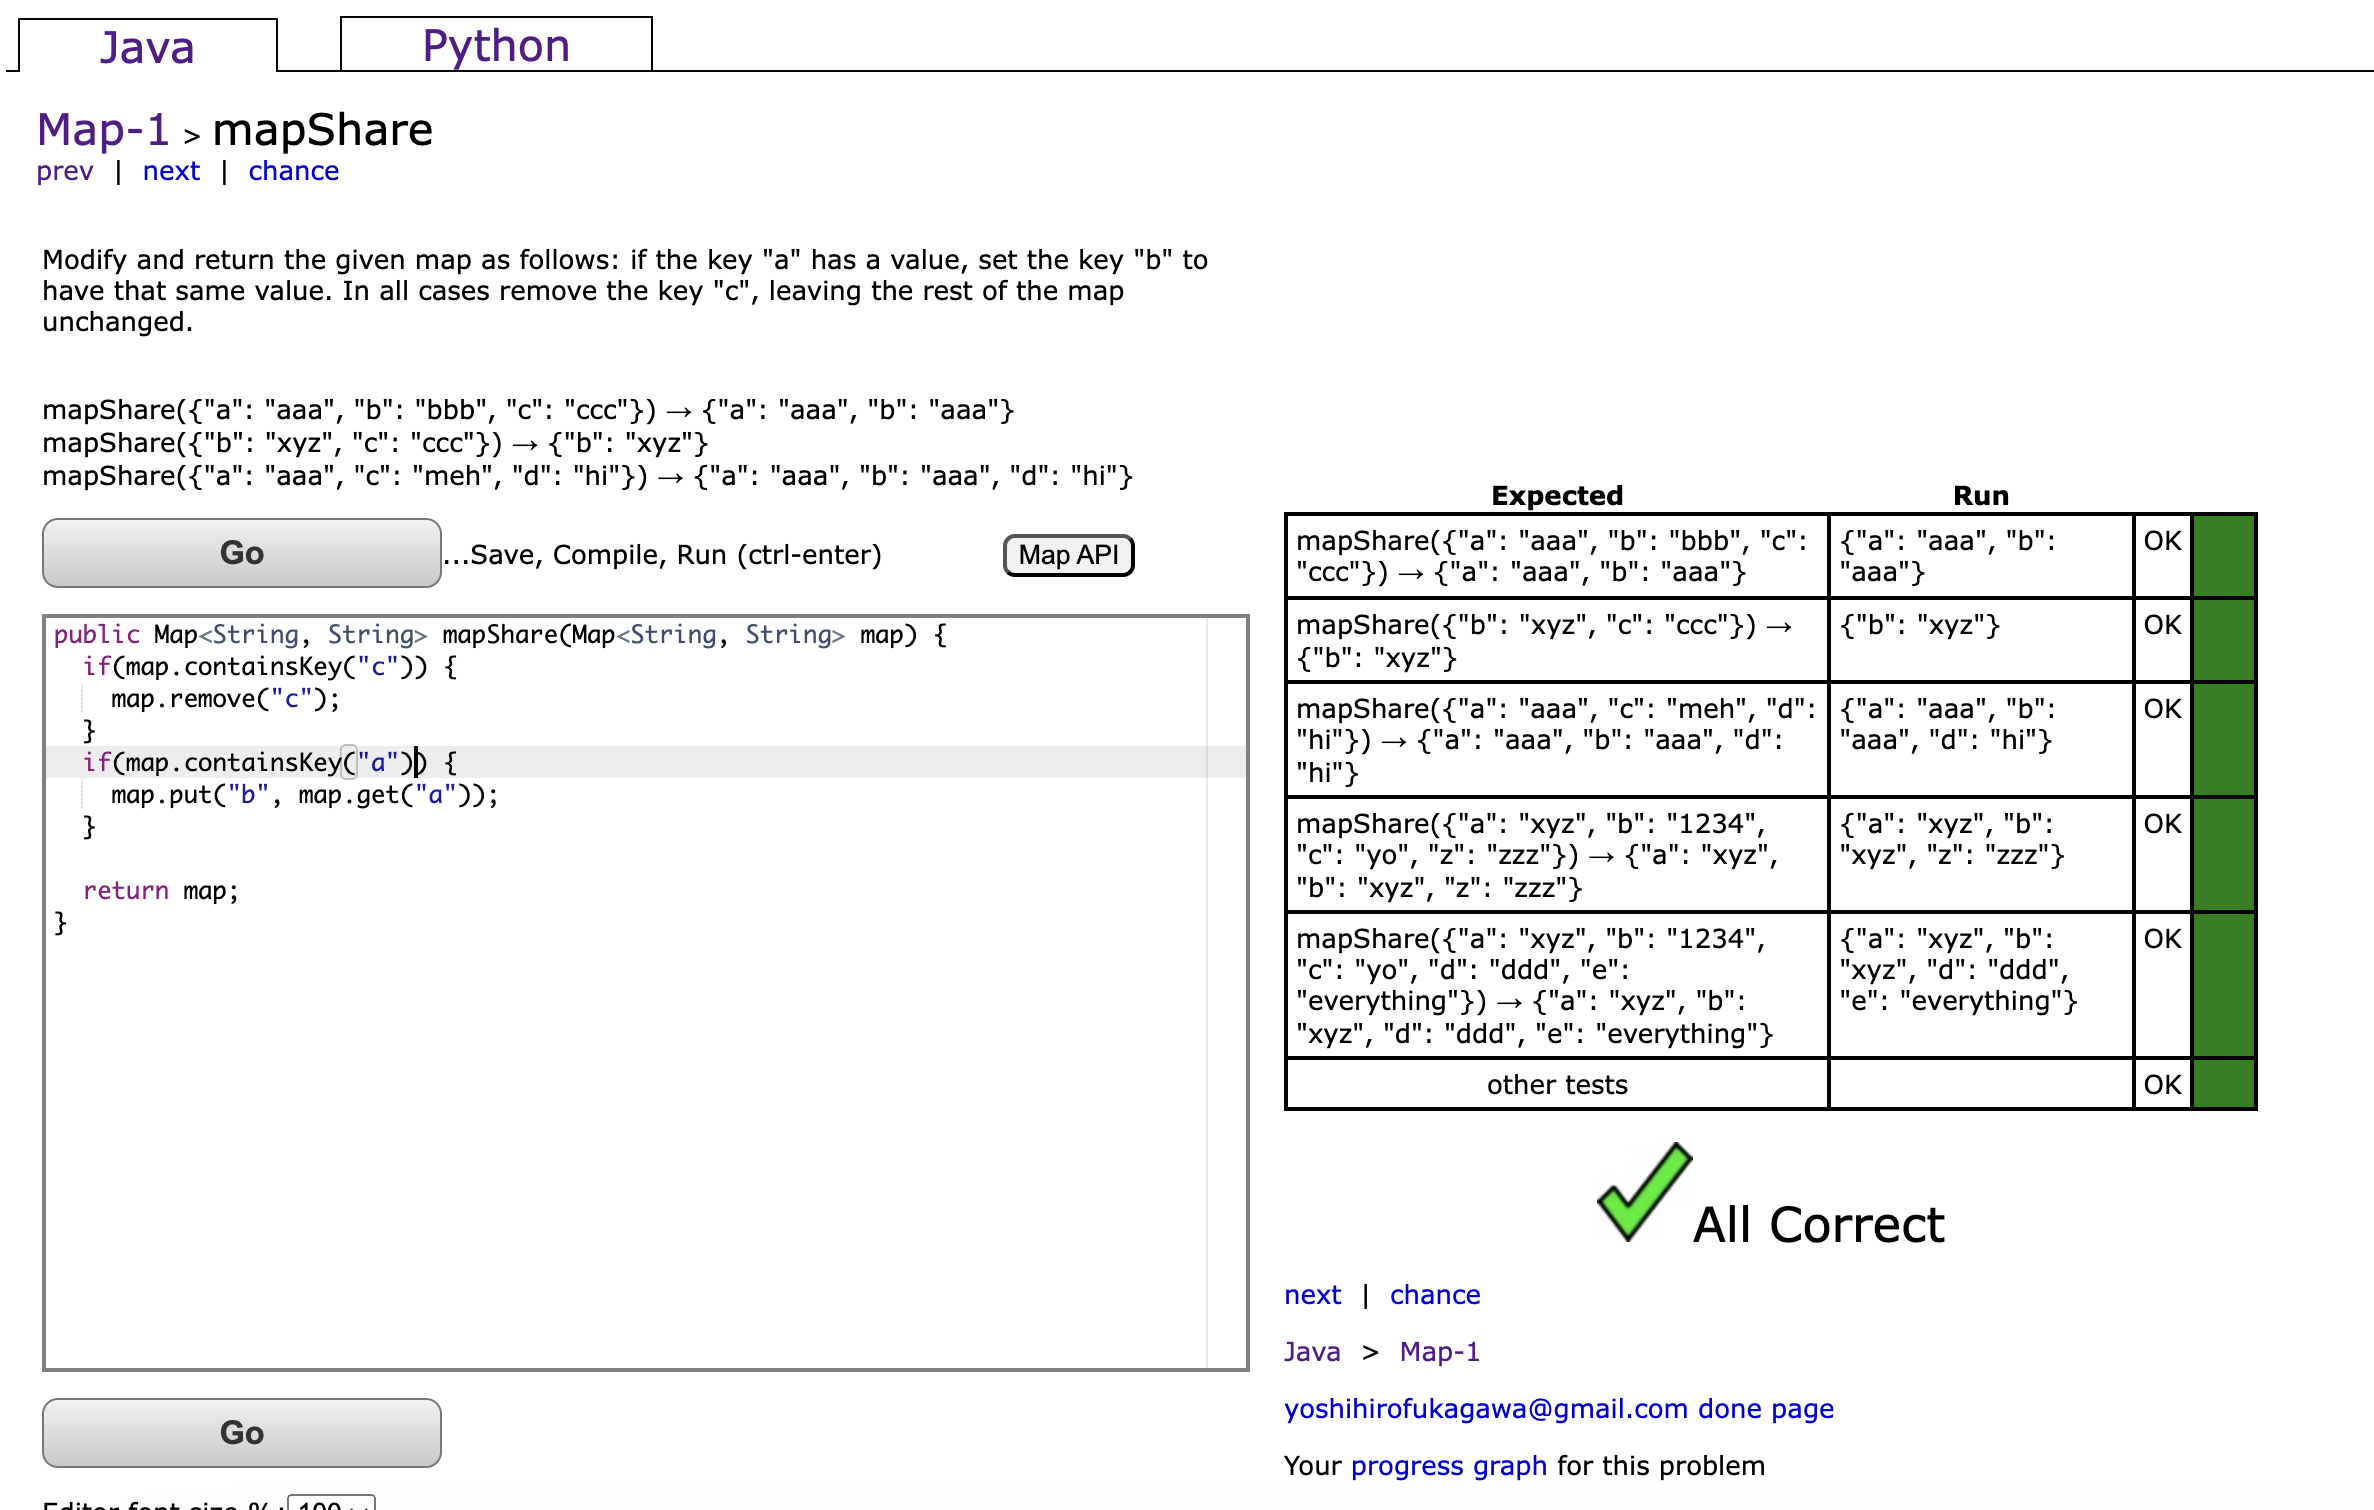 Java
Python
Map-1 > mapShare
prev | next | chance
Modify and return the given map as follows: if the key "a" has a value, set the key "b" to
have that same value. In all cases remove the key "c", leaving the rest of the map
unchanged.
mapShare({"a": "aaa", "b": "bbb", "c": "ccc"}) → {"a": "aaa", "b": "aaa"}
mapShare({"b": "xyz", "c": "ccc"}) → {"b": "xyz"}
mapShare({"a": "aaa", "c": "meh", "d": "hi"}) → {"a": "aaa", "b": "aaa", "d": "hi"}
Go
...Save, Compile, Run (ctrl-enter)
Map API
public Map<String, String> mapShare(Map<String, String> map) {
  if(map.containsKey("c")) {
    map.remove("c");
  }
  if(map.containsKey("a")) {
    map.put("b", map.get("a"));
  }
  return map;
}
Go
Editor font size %: 100
Expected
Run
mapShare({"a": "aaa", "b": "bbb", "c":
"ccc"}) → {"a": "aaa", "b": "aaa"}
{"a": "aaa", "b":
"aaa"}
OK
mapShare({"b": "xyz", "c": "ccc"}) →
{"b": "xyz"}
{"b": "xyz"}
OK
mapShare({"a": "aaa", "c": "meh", "d":
"hi"}) → {"a": "aaa", "b": "aaa", "d":
"hi"}
{"a": "aaa", "b":
"aaa", "d": "hi"}
OK
mapShare({"a": "xyz", "b": "1234",
"c": "yo", "z": "zzz"}) → {"a": "xyz",
"b": "xyz", "z": "zzz"}
{"a": "xyz", "b":
"xyz", "z": "zzz"}
OK
mapShare({"a": "xyz", "b": "1234",
"c": "yo", "d": "ddd", "e":
"everything"}) → {"a": "xyz", "b":
"xyz", "d": "ddd", "e": "everything"}
{"a": "xyz", "b":
"xyz", "d": "ddd",
"e": "everything"}
OK
other tests
OK
All Correct
next | chance
Java > Map-1
yoshihirofukagawa@gmail.com done page
Your progress graph for this problem